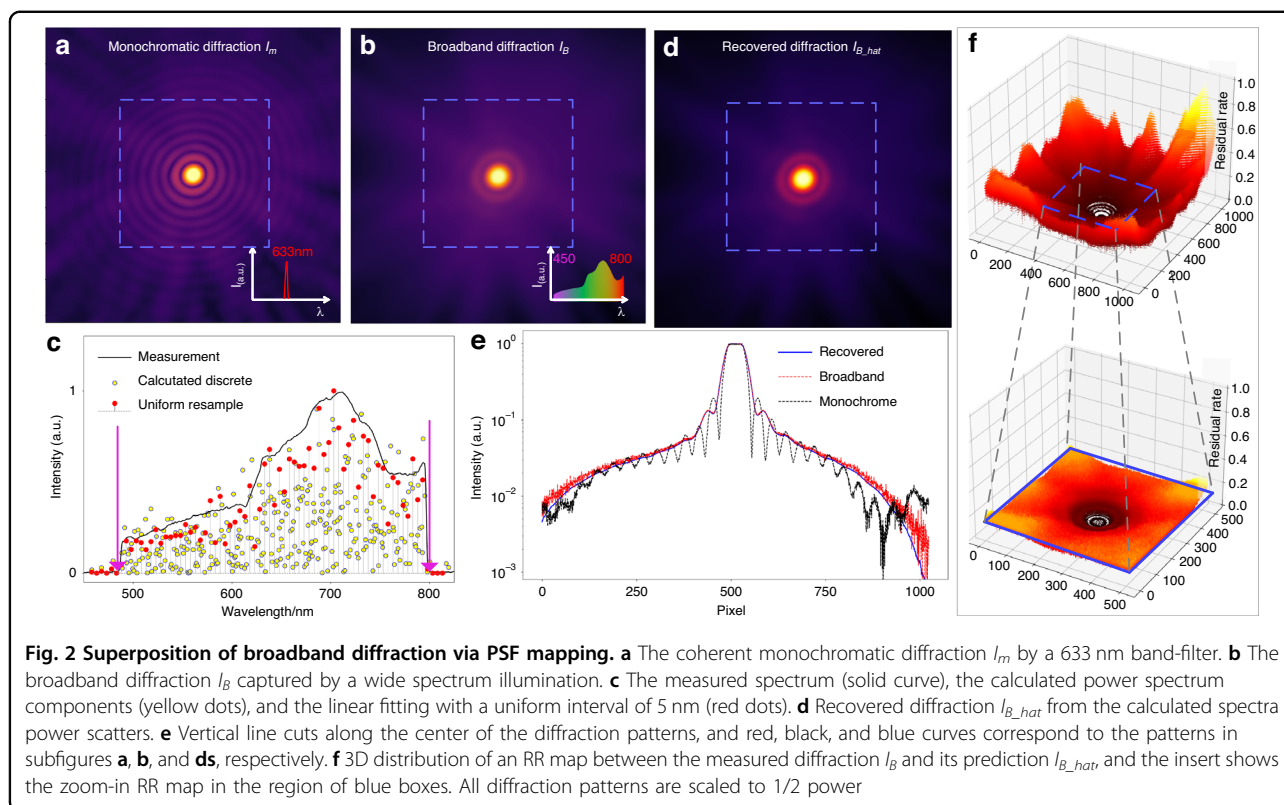 a
Monochromatic diffraction I_m
633nm
I(a.u.)
λ
b
Broadband diffraction I_B
450
800
I(a.u.)
λ
d
Recovered diffraction I_{B_hat}
f
1.0
0.8
0.6
0.4
0.2
0.0
Residual rate
1000
800
600
400
200
0
0
200
400
600
800
1000
1.0
0.8
0.6
0.4
0.2
0.0
Residual rate
500
400
300
200
100
0
0
100
200
300
400
500
c
Measurement
Calcutated discrete
Uniform resample
1
0
Intensity (a.u.)
500
600
700
800
Wavelength/nm
e
10⁰
10⁻¹
10⁻²
10⁻³
Intensity (a.u.)
Recovered
Broadband
Monochrome
0
250
500
750
1000
Pixel
Fig. 2 Superposition of broadband diffraction via PSF mapping. a The coherent monochromatic diffraction I_m by a 633 nm band-filter. b The
broadband diffraction I_B captured by a wide spectrum illumination. c The measured spectrum (solid curve), the calculated power spectrum
components (yellow dots), and the linear fitting with a uniform interval of 5 nm (red dots). d Recovered diffraction I_{B_hat} from the calculated spectra
power scatters. e Vertical line cuts along the center of the diffraction patterns, and red, black, and blue curves correspond to the patterns in
subfigures a, b, and ds, respectively. f 3D distribution of an RR map between the measured diffraction I_B and its prediction I_{B_hat}, and the insert shows
the zoom-in RR map in the region of blue boxes. All diffraction patterns are scaled to 1/2 power